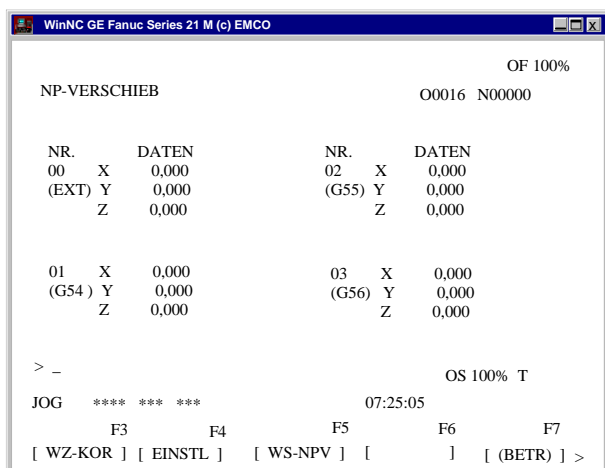 WinNC GE Fanuc Series 21 M (c) EMCO
OF 100%
NP-VERSCHIEB O0016 N00000
NR. DATEN NR. DATEN
00 X 0,000 02 X 0,000
(EXT) Y 0,000 (G55) Y 0,000
Z 0,000 Z 0,000
01 X 0,000 03 X 0,000
(G54 ) Y 0,000 (G56) Y 0,000
Z 0,000 Z 0,000
> _
OS 100% T
JOG **** *** *** 07:25:05
F3 F4 F5 F6 F7
[ WZ-KOR ] [ EINSTL ] [ WS-NPV ] [ ] [ (BETR) ] >